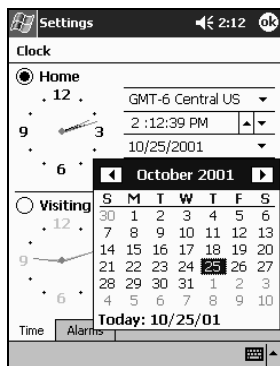 Settings 2:12 ok
Clock
Home
12
9 3
6
GMT-6 Central US
2 :12:39 PM
10/25/2001
October 2001
S M T W T F S
30 1 2 3 4 5 6
7 8 9 10 11 12 13
14 15 16 17 18 19 20
21 22 23 24 25 26 27
28 29 30 31 1 2 3
4 5 6 7 8 9 10
Today: 10/25/01
Visiting
12
9
6
Time Alarms